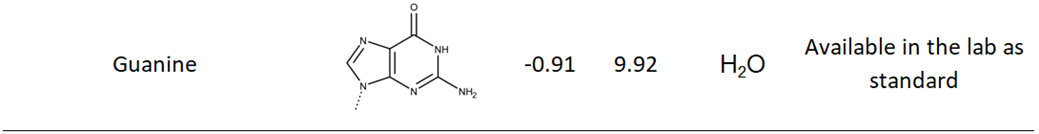 Guanine
O
N
NH
N
N
NH₂
-0.91
9.92
H₂O
Available in the lab as
standard